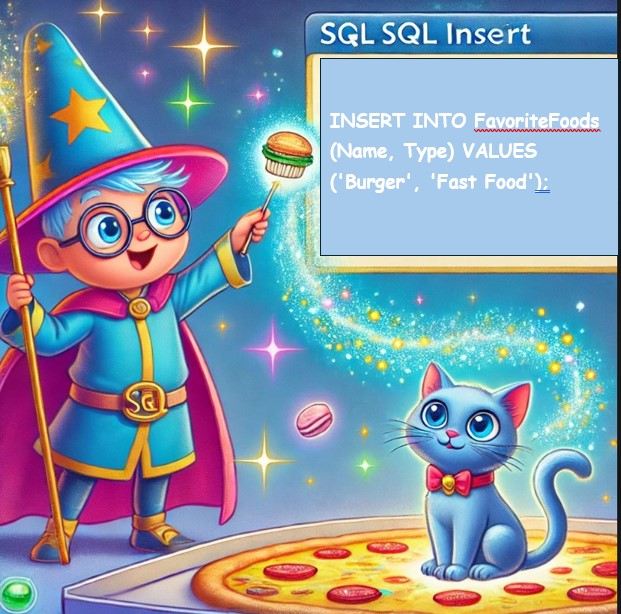 SQL SQL Insert
INSERT INTO FavoriteFoods
(Name, Type) VALUES
('Burger', 'Fast Food');
SQL